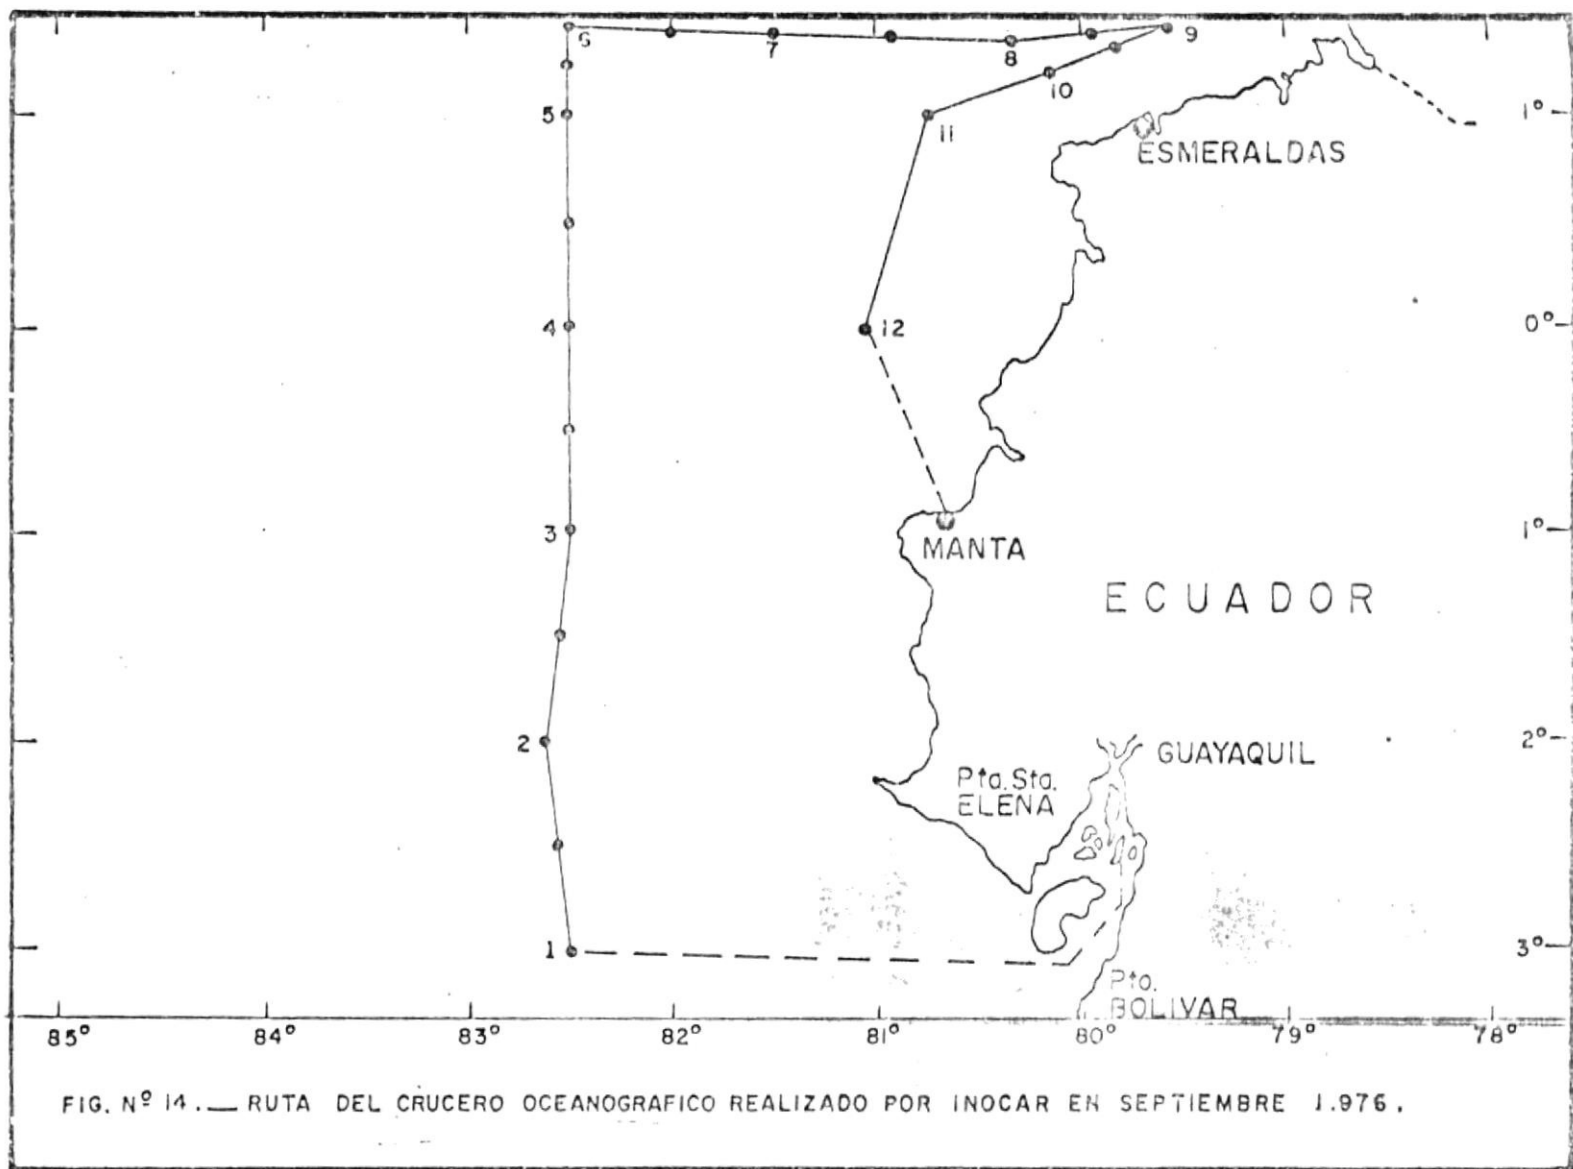 6
7
8
9
10
5
11
1°
ESMERALDAS
4
12
0°
3
MANTA
1°
ECUADOR
2
GUAYAQUIL
2°
Pta. Sta.
ELENA
1
3°
Pto.
BOLIVAR
85°
84°
83°
82°
81°
80°
79°
78°
FIG. Nº 14.— RUTA DEL CRUCERO OCEANOGRAFICO REALIZADO POR INOCAR EN SEPTIEMBRE 1.976.